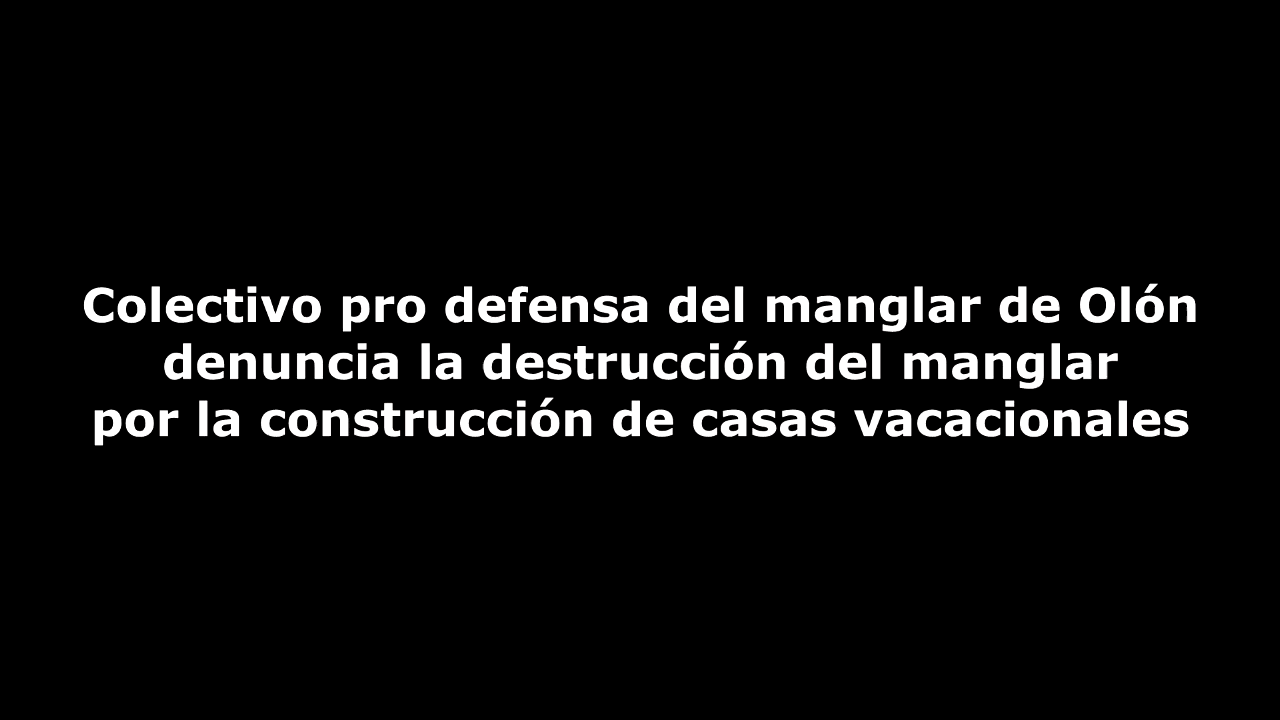 Colectivo pro defensa del manglar de Olón
denuncia la destrucción del manglar
por la construcción de casas vacacionales